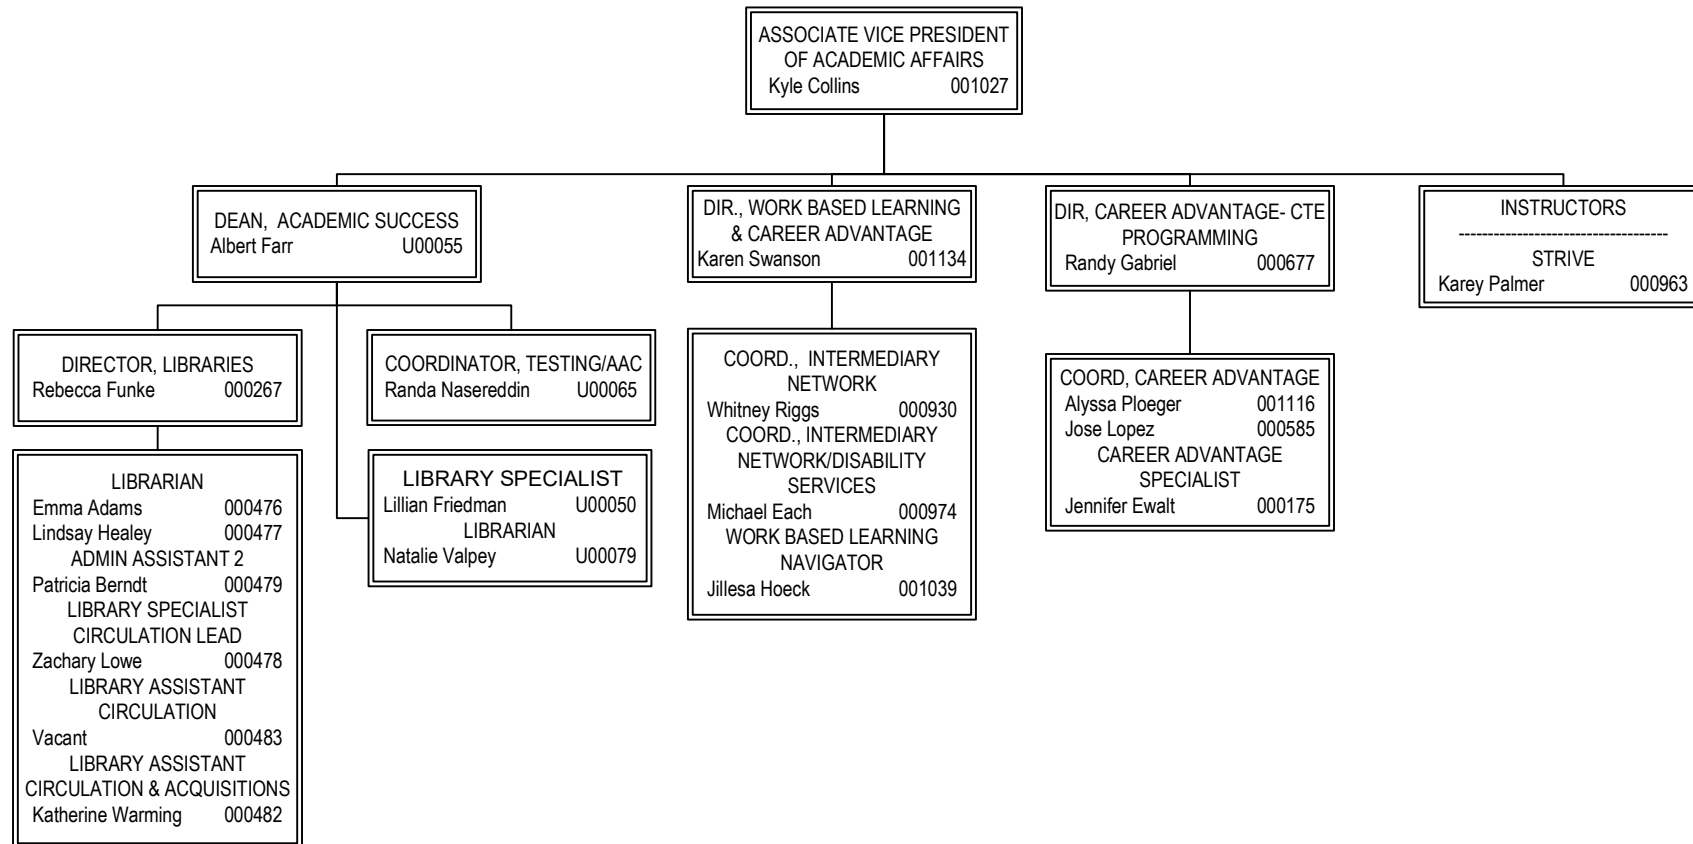 ASSOCIATE VICE PRESIDENT
OF ACADEMIC AFFAIRS
Kyle Collins 001027
DEAN, ACADEMIC SUCCESS
Albert Farr U00055
DIR., WORK BASED LEARNING
& CAREER ADVANTAGE
Karen Swanson 001134
DIR, CAREER ADVANTAGE- CTE
PROGRAMMING
Randy Gabriel 000677
INSTRUCTORS
------------------------------------
STRIVE
Karey Palmer 000963
DIRECTOR, LIBRARIES
Rebecca Funke 000267
COORDINATOR, TESTING/AAC
Randa Nasereddin U00065
LIBRARIAN
Emma Adams 000476
Lindsay Healey 000477
ADMIN ASSISTANT 2
Patricia Berndt 000479
LIBRARY SPECIALIST
CIRCULATION LEAD
Zachary Lowe 000478
LIBRARY ASSISTANT
CIRCULATION
Vacant 000483
LIBRARY ASSISTANT
CIRCULATION & ACQUISITIONS
Katherine Warming 000482
LIBRARY SPECIALIST
Lillian Friedman U00050
LIBRARIAN
Natalie Valpey U00079
COORD., INTERMEDIARY
NETWORK
Whitney Riggs 000930
COORD., INTERMEDIARY
NETWORK/DISABILITY
SERVICES
Michael Each 000974
WORK BASED LEARNING
NAVIGATOR
Jillesa Hoeck 001039
COORD, CAREER ADVANTAGE
Alyssa Ploeger 001116
Jose Lopez 000585
CAREER ADVANTAGE
SPECIALIST
Jennifer Ewalt 000175